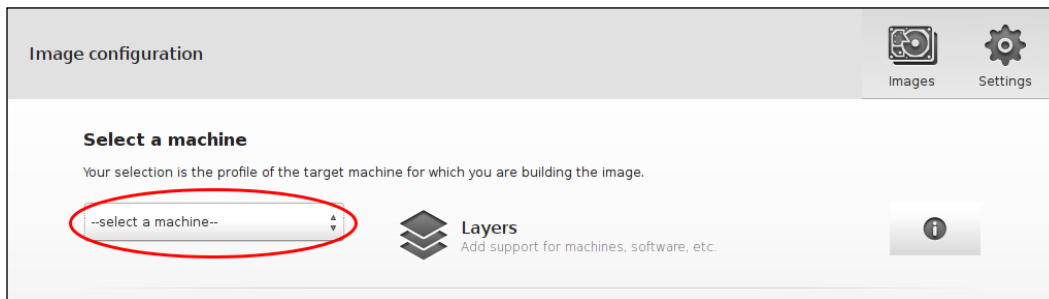 Image configuration
Images
Settings
Select a machine
Your selection is the profile of the target machine for which you are building the image.
--select a machine--
Layers
Add support for machines, software, etc.